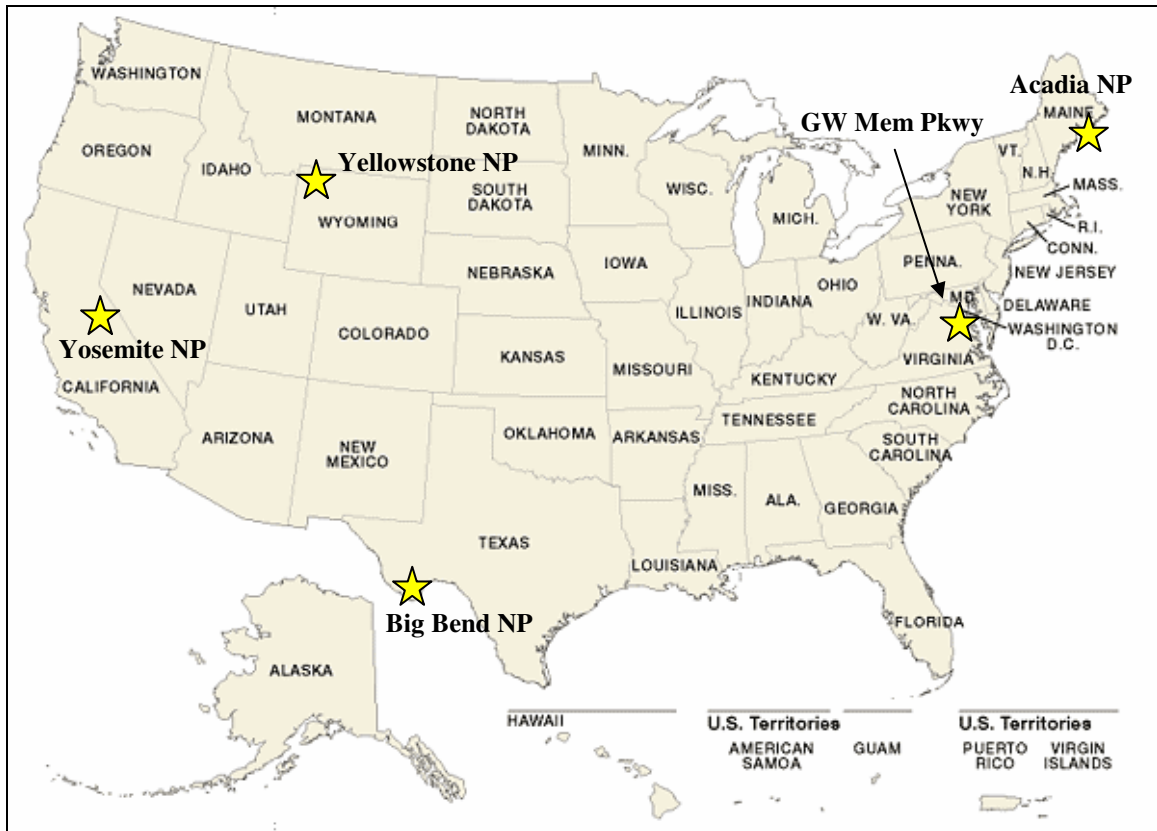 Acadia NP
WASHINGTON
MAINE
MONTANA
NORTH
DAKOTA
GW Mem Pkwy
OREGON
IDAHO
MINN.
VT.
Yellowstone NP
N.H.
SOUTH
DAKOTA
WISC.
MASS.
WYOMING
MICH.
NEW
YORK
R.I.
CONN.
PENNA.
NEBRASKA
IOWA
NEW JERSEY
NEVADA
OHIO
UTAH
ILLINOIS
INDIANA
MD.
DELAWARE
COLORADO
W. VA.
WASHINGTON
D.C.
Yosemite NP
KANSAS
MISSOURI
VIRGINIA
CALIFORNIA
KENTUCKY
NORTH
CAROLINA
TENNESSEE
ARIZONA
OKLAHOMA
ARKANSAS
SOUTH
CAROLINA
NEW
MEXICO
MISS.
ALA.
GEORGIA
TEXAS
LOUISIANA
Big Bend NP
FLORIDA
ALASKA
HAWAII
U.S. Territories
AMERICAN
SAMOA
GUAM
U.S. Territories
PUERTO
RICO
VIRGIN
ISLANDS